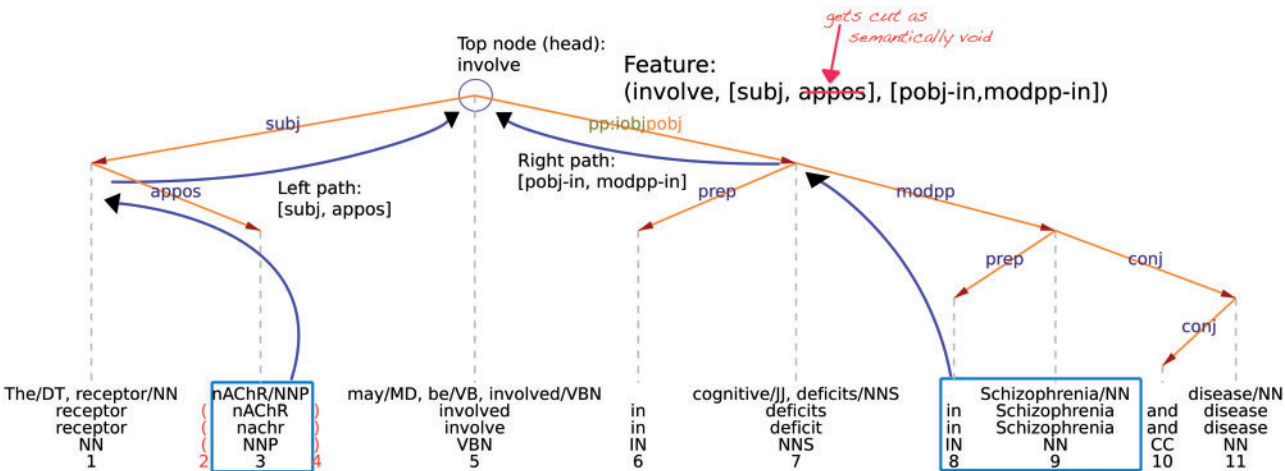 gets cut as
semantically void
Top node (head):
involve
Feature:
(involve, [subj, appos], [pobj-in,modpp-in])
subj
pp:iobjpobj
appos
Left path:
[subj, appos]
Right path:
[pobj-in, modpp-in]
prep
modpp
prep
conj
conj
The/DT, receptor/NN nAChR/NNP may/MD, be/VB, involved/VBN cognitive/JJ, deficits/NNS Schizophrenia/NN disease/NN
receptor ( nAChR ) involved in deficits in Schizophrenia and disease
receptor ( nachr ) involve in deficit in Schizophrenia and disease
NN ( NNP ) VBN IN NNS IN NN CC NN
1 2 3 4 5 6 7 8 9 10 11